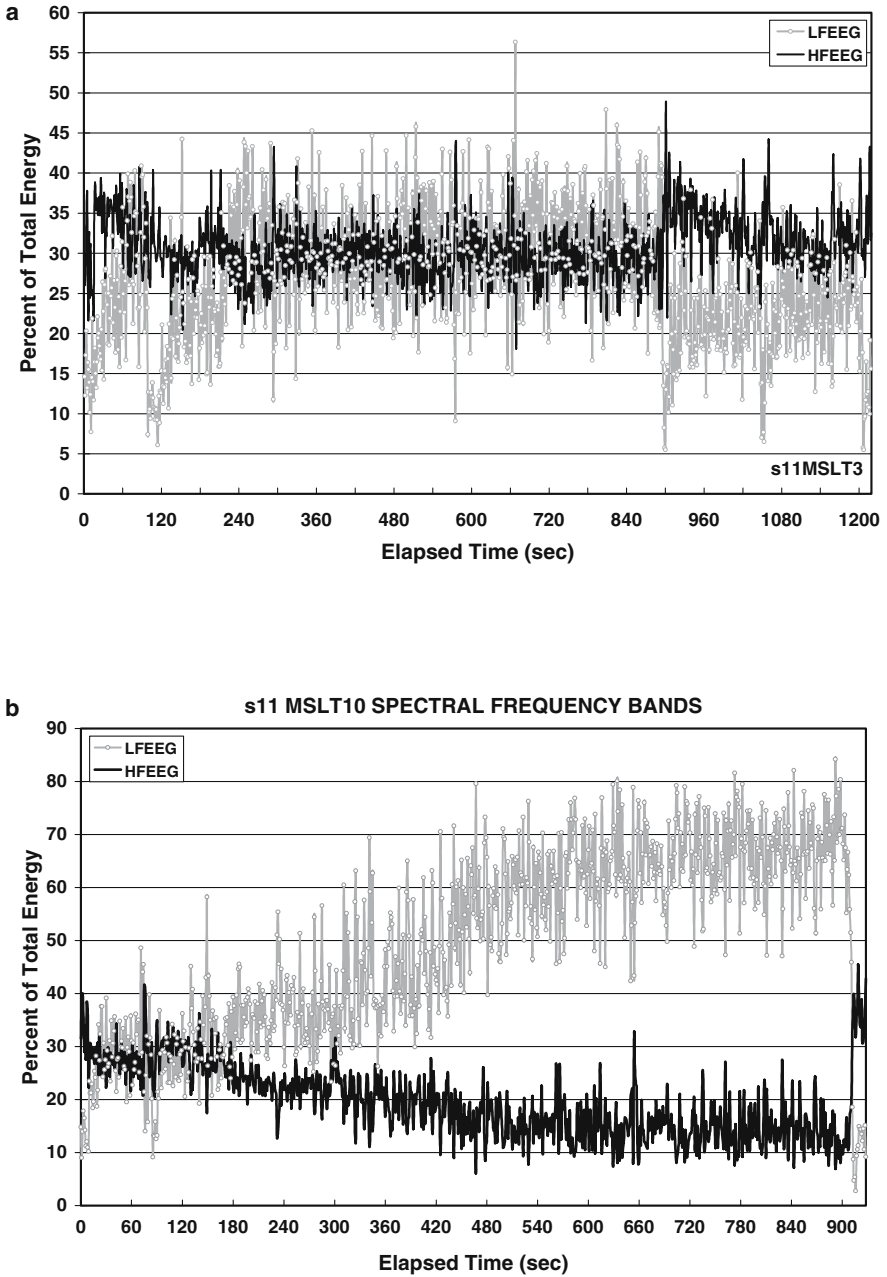 a
60
55
50
45
40
35
30
25
20
15
10
5
0
Percent of Total Energy
LFEEG
HFEEG
s11MSLT3
0 120 240 360 480 600 720 840 960 1080 1200
Elapsed Time (sec)
b
s11 MSLT10 SPECTRAL FREQUENCY BANDS
90
80
70
60
50
40
30
20
10
0
Percent of Total Energy
LFEEG
HFEEG
0 60 120 180 240 300 360 420 480 540 600 660 720 780 840 900
Elapsed Time (sec)